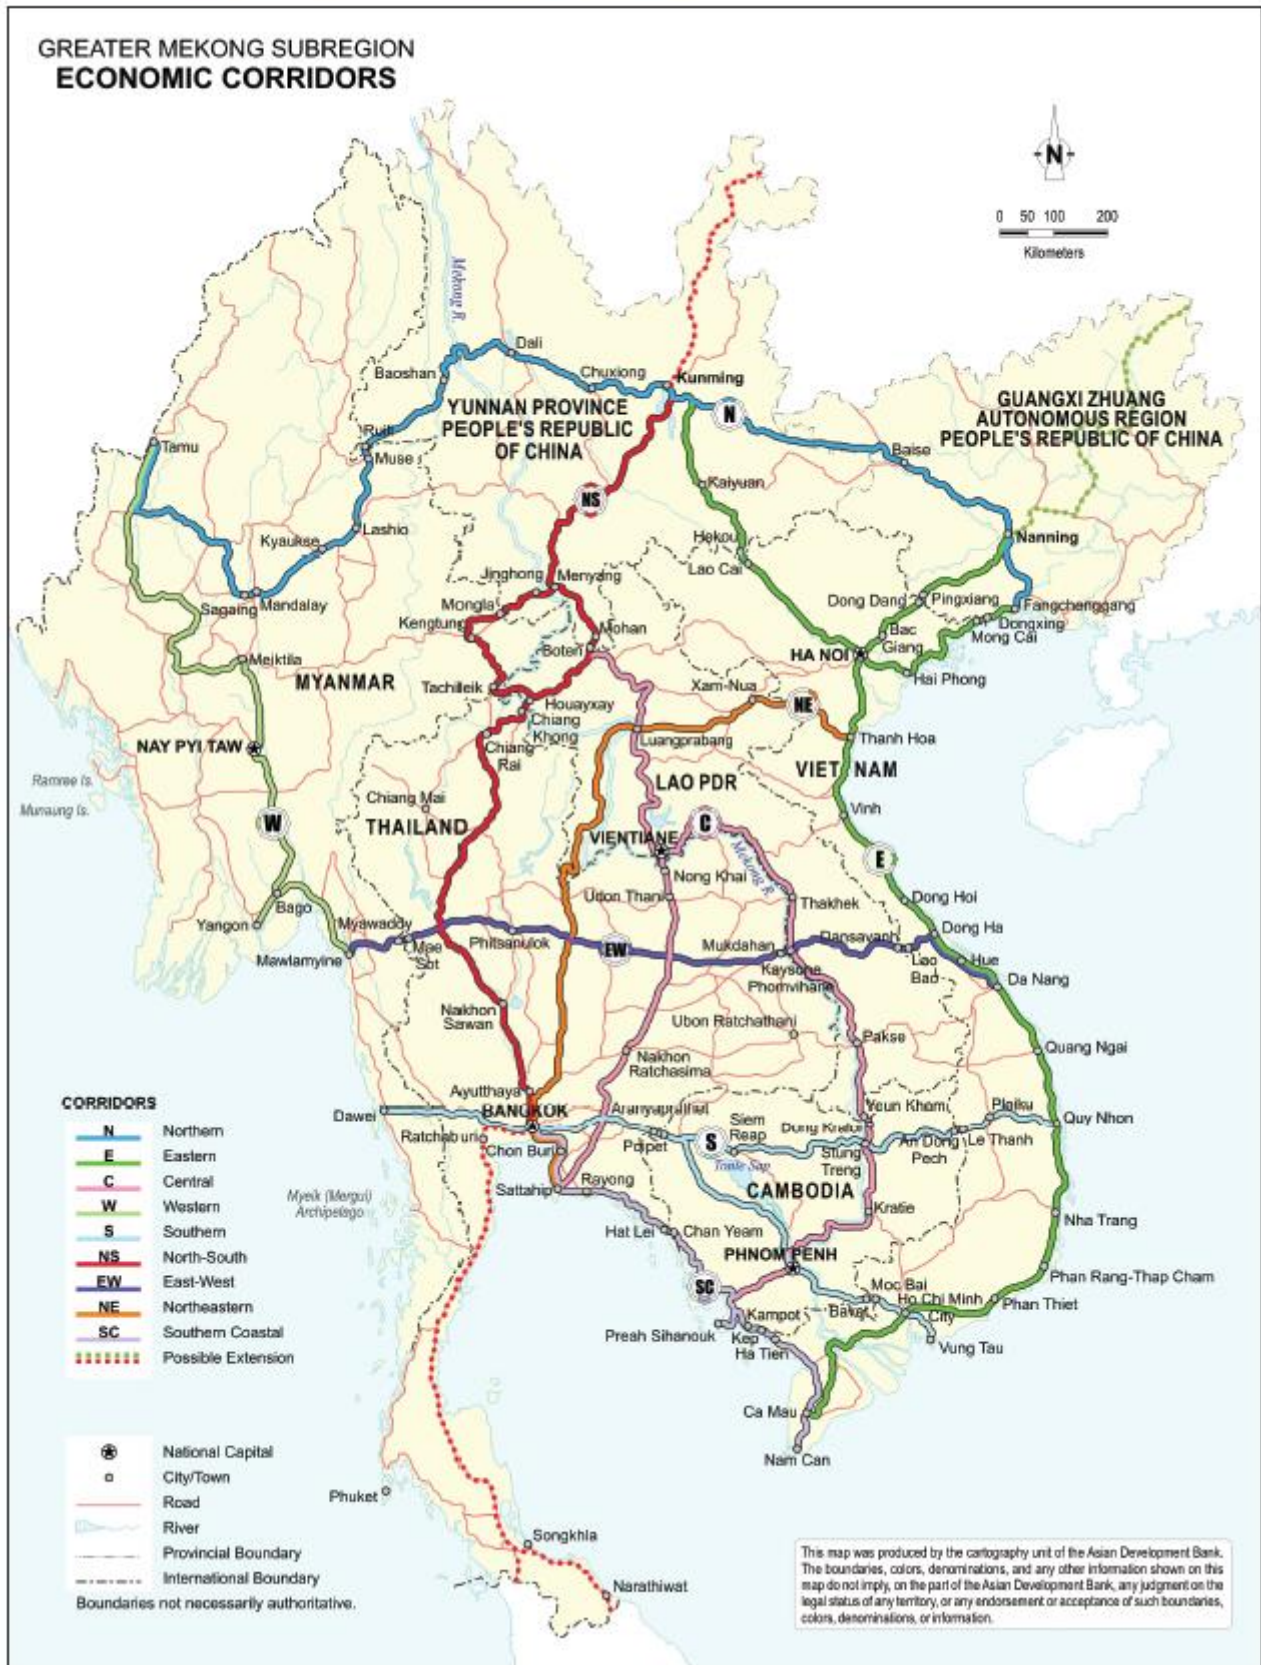 GREATER MEKONG SUBREGION
ECONOMIC CORRIDORS
N
0 50 100 200
Kilometers
Mekong R.
Dali
Baoshan
Chuxiong
Kunming
N
YUNNAN PROVINCE
PEOPLE'S REPUBLIC
OF CHINA
GUANGXI ZHUANG
AUTONOMOUS REGION
PEOPLE'S REPUBLIC OF CHINA
Tamu
Ruili
Muse
Baise
Kaiyuan
NS
Lashio
Kyaukse
Hekou
Nanning
Lao Cai
Jinghong
Menyang
Sagaing
Mandalay
Mongla
Dong Dang
Pingxiang
Fangchenggang
Kengtung
Mohan
Bac
Giang
Dongxing
Mong Cai
Boten
HA NOI
Meiktila
Hai Phong
MYANMAR
Tachilleik
Xam-Nua
NE
Houayxay
Chiang
Khong
Luangprabang
Thanh Hoa
NAY PYI TAW
Chiang
Rai
LAO PDR
VIET NAM
Ramree Is.
Munaung Is.
Chiang Mai
Vinh
W
THAILAND
VIENTIANE
C
Mekong R.
E
Nong Khai
Udon Thani
Thakhek
Dong Hoi
Bago
Yangon
Myawaddy
Mae
Sot
Phitsanulok
EW
Mukdahan
Dansavanh
Dong Ha
Mawlamyine
Kaysone
Phomvihane
Lao
Bao
Hue
Da Nang
Nakhon
Sawan
Ubon Ratchathani
Pakse
Quang Ngai
Nakhon
Ratchasima
Ayutthaya
BANGKOK
Aranyaprathet
Siem
Reap
Veun Kham
Pleiku
Dawei
Ratchaburi
Poipet
S
Dong Kralor
Stung
Treng
An Dong
Pech
Le Thanh
Quy Nhon
Chon Buri
Tonle Sap
Sattahip
Rayong
CAMBODIA
Myeik (Mergui)
Archipelago
Kratie
Nha Trang
Hat Lei
Chan Yeam
PHNOM PENH
SC
Moc Bai
Phan Rang-Thap Cham
Bavet
Ho Chi Minh
City
Phan Thiet
Kampot
Preah Sihanouk
Kep
Ha Tien
Vung Tau
Ca Mau
Nam Can
Phuket
Songkhla
Narathiwat
CORRIDORS
N Northern
E Eastern
C Central
W Western
S Southern
NS North-South
EW East-West
NE Northeastern
SC Southern Coastal
Possible Extension
National Capital
City/Town
Road
River
Provincial Boundary
International Boundary
Boundaries not necessarily authoritative.
This map was produced by the cartography unit of the Asian Development Bank.
The boundaries, colors, denominations, and any other information shown on this
map do not imply, on the part of the Asian Development Bank, any judgment on the
legal status of any territory, or any endorsement or acceptance of such boundaries,
colors, denominations, or information.